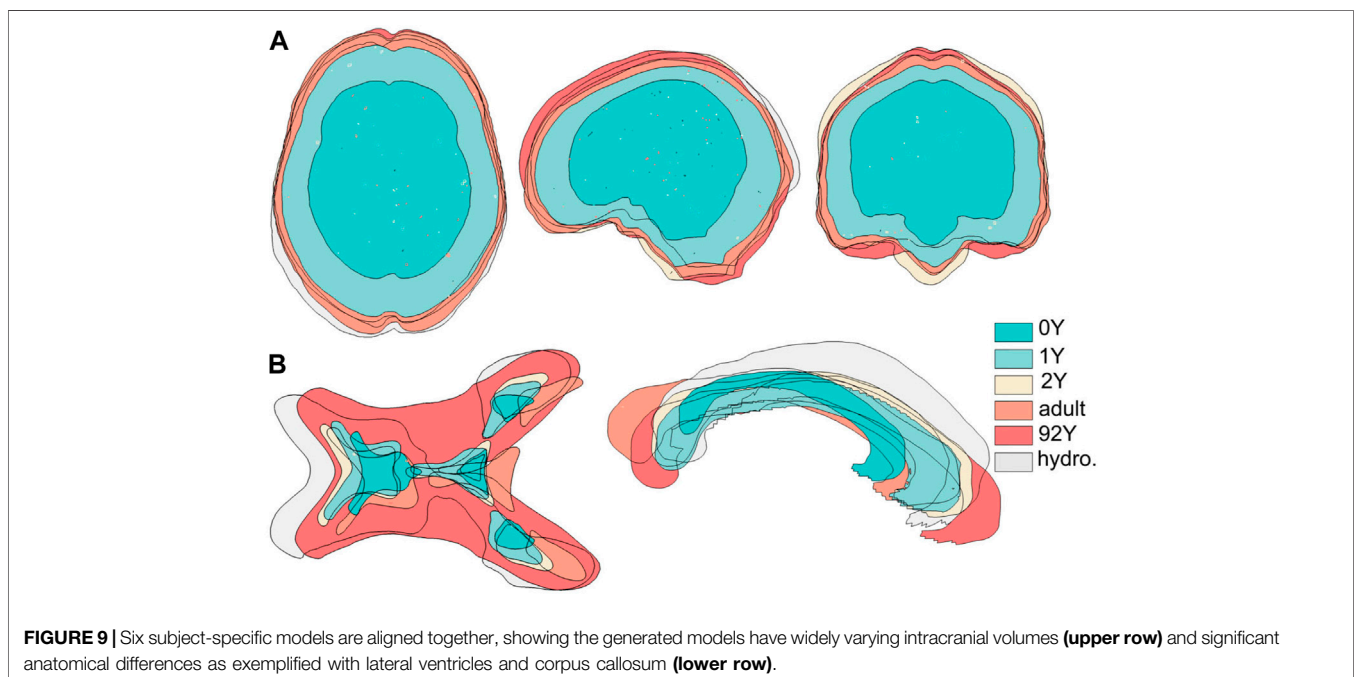 A
B
0Y
1Y
2Y
adult
92Y
hydro.
FIGURE 9 | Six subject-specific models are aligned together, showing the generated models have widely varying intracranial volumes (upper row) and significant
anatomical differences as exemplified with lateral ventricles and corpus callosum (lower row).